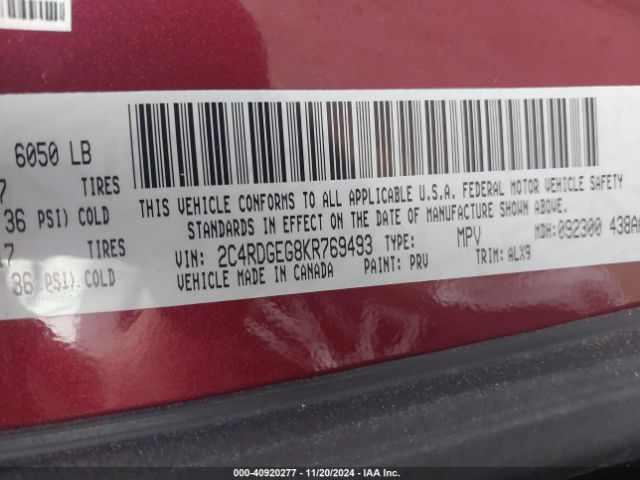 6050 LB
TIRES
36 PSI) COLD
TIRES
36 PSI) COLD
THIS VEHICLE CONFORMS TO ALL APPLICABLE U.S.A. FEDERAL MOTOR VEHICLE SAFETY
STANDARDS IN EFFECT ON THE DATE OF MANUFACTURE SHOWN ABOVE.
VIN: 2C4RDGEG8KR769493 TYPE: MPV MDH:092300 438A
VEHICLE MADE IN CANADA PAINT: PRV TRIM: ALX9
000-40920277 - 11/20/2024 - IAA Inc.